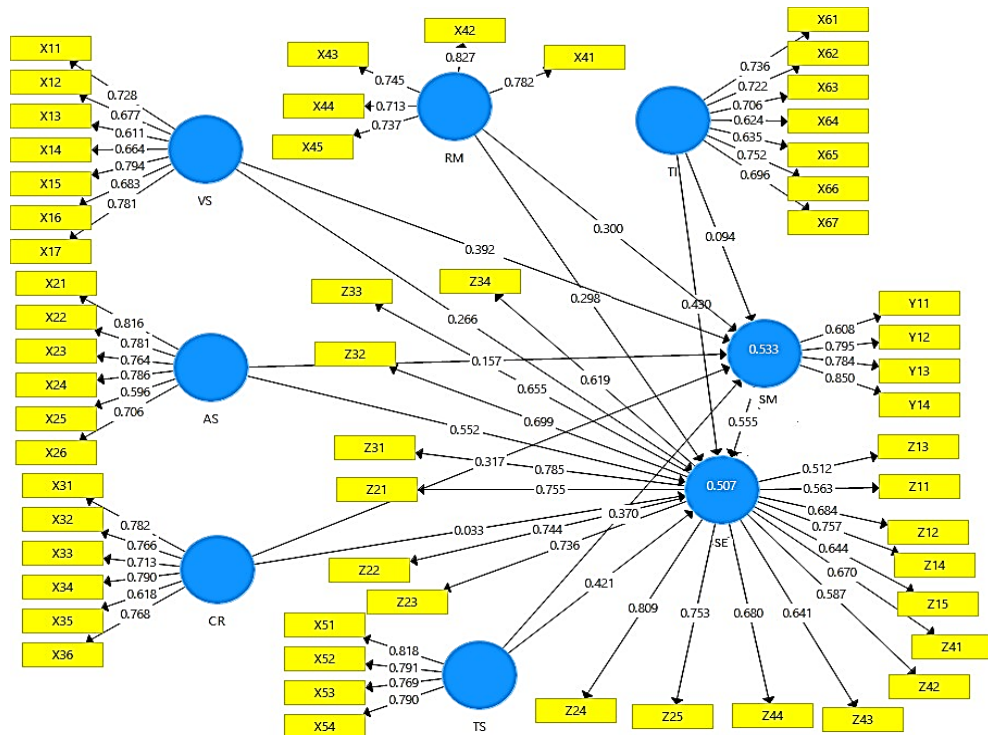 X11
X12
X13
X14
X15
X16
X17
0.728
0.677
0.611
0.664
0.794
0.683
0.781
VS
X43
X42
X41
X44
X45
0.745
0.827
0.782
0.713
0.737
RM
X61
X62
X63
X64
X65
X66
X67
0.736
0.722
0.706
0.624
0.635
0.752
0.696
TI
0.392
0.300
0.094
0.266
0.298
0.430
X21
X22
X23
X24
X25
X26
0.816
0.781
0.764
0.786
0.596
0.706
AS
Z33
Z34
Z32
0.157
0.655
0.619
0.699
0.552
Y11
Y12
Y13
Y14
0.608
0.795
0.784
0.850
0.533
SM
0.555
X31
X32
X33
X34
X35
X36
0.782
0.766
0.713
0.790
0.618
0.768
CR
Z31
Z21
0.317
0.785
0.755
0.033
0.370
0.744
0.736
Z22
Z23
0.421
0.507
SE
Z13
Z11
Z12
Z14
Z15
Z41
Z42
0.512
0.563
0.684
0.757
0.644
0.670
0.587
X51
X52
X53
X54
0.818
0.791
0.769
0.790
TS
0.809
0.753
0.680
0.641
Z24
Z25
Z44
Z43